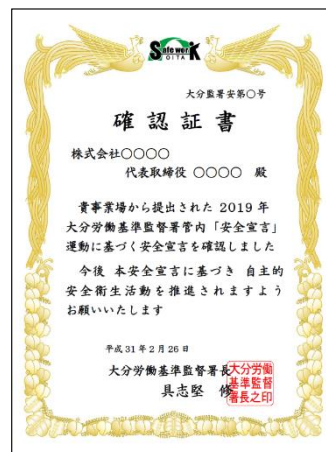 Safe work
OITA
大分監署安第○号
確認証書
株式会社○○○○
代表取締役 ○○○○ 殿
貴事業場から提出された 2019 年
大分労働基準監督署管内「安全宣言」
運動に基づく安全宣言を確認しました
今後 本安全宣言に基づき 自主的
安全衛生活動を推進されますよう
お願いいたします
平成 31 年 2 月 26 日
大分労働基準監督署長
具志堅 修
大分労働
基準監督
署長之印